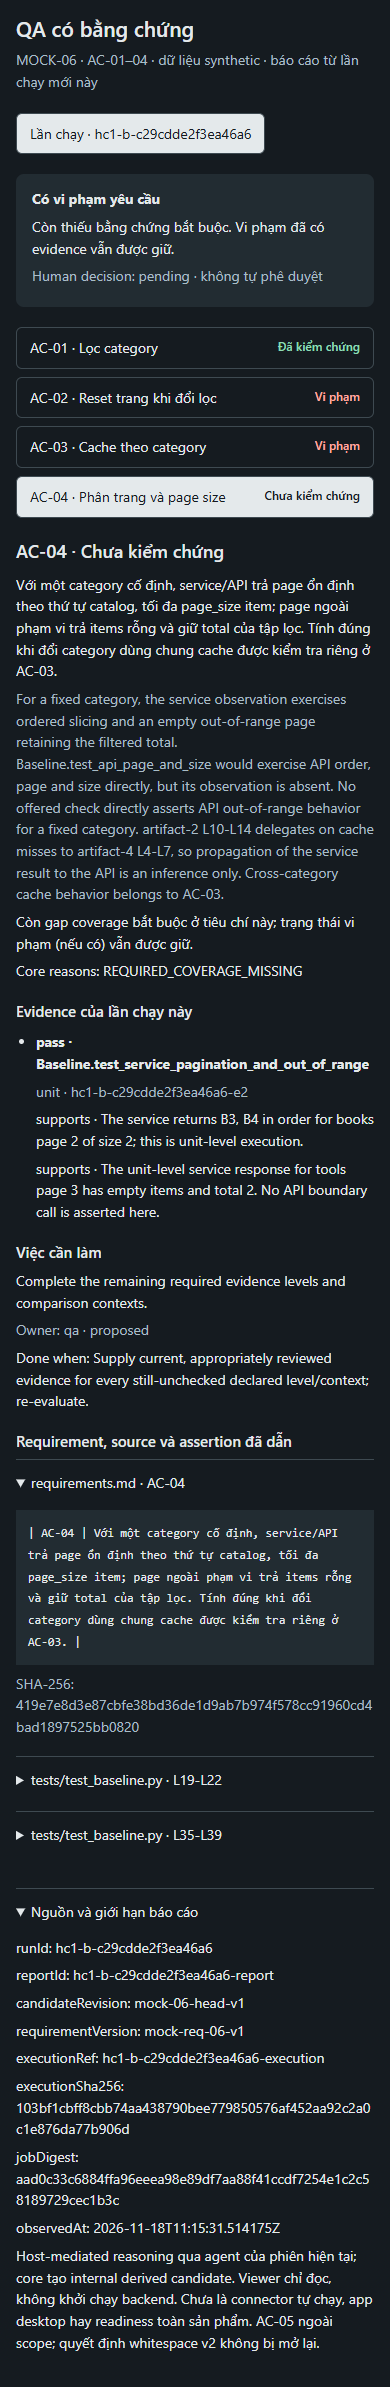 QA có bằng chứng
MOCK-06 · AC-01–04 · dữ liệu synthetic · báo cáo từ lần
chạy mới này
Lần chạy · hc1-b-c29cdde2f3ea46a6
Có vi phạm yêu cầu
Còn thiếu bằng chứng bắt buộc. Vi phạm đã có
evidence vẫn được giữ.
Human decision: pending · không tự phê duyệt
AC-01 · Lọc category Đã kiểm chứng
AC-02 · Reset trang khi đổi lọc Vi phạm
AC-03 · Cache theo category Vi phạm
AC-04 · Phân trang và page size Chưa kiểm chứng
AC-04 · Chưa kiểm chứng
Với một category cố định, service/API trả page ổn định
theo thứ tự catalog, tối đa page_size item; page ngoài
phạm vi trả items rỗng và giữ total của tập lọc. Tính đúng
khi đổi category dùng chung cache được kiểm tra riêng ở
AC-03.
For a fixed category, the service observation exercises
ordered slicing and an empty out-of-range page
retaining the filtered total.
Baseline.test_api_page_and_size would exercise API order,
page and size directly, but its observation is absent. No
offered check directly asserts API out-of-range behavior
for a fixed category. artifact-2 L10-L14 delegates on cache
misses to artifact-4 L4-L7, so propagation of the service
result to the API is an inference only. Cross-category
cache behavior belongs to AC-03.
Còn gap coverage bắt buộc ở tiêu chí này; trạng thái vi
phạm (nếu có) vẫn được giữ.
Core reasons: REQUIRED_COVERAGE_MISSING
Evidence của lần chạy này
• pass ·
Baseline.test_service_pagination_and_out_of_range
unit · hc1-b-c29cdde2f3ea46a6-e2
supports · The service returns B3, B4 in order for books
page 2 of size 2; this is unit-level execution.
supports · The unit-level service response for tools
page 3 has empty items and total 2. No API boundary
call is asserted here.
Việc cần làm
Complete the remaining required evidence levels and
comparison contexts.
Owner: qa · proposed
Done when: Supply current, appropriately reviewed
evidence for every still-unchecked declared level/context;
re-evaluate.
Requirement, source và assertion đã dẫn
▼ requirements.md · AC-04
| AC-04 | Với một category cố định, service/API
trả page ổn định theo thứ tự catalog, tối đa
page_size item; page ngoài phạm vi trả items rỗng
và giữ total của tập lọc. Tính đúng khi đổi
category dùng chung cache được kiểm tra riêng ở
AC-03. |
SHA-256:
419e7e8d3e87cbfe38bd36de1d9ab7b974f578cc91960cd4
bad1897525bb0820
▶ tests/test_baseline.py · L19-L22
▶ tests/test_baseline.py · L35-L39
▼ Nguồn và giới hạn báo cáo
runId: hc1-b-c29cdde2f3ea46a6
reportId: hc1-b-c29cdde2f3ea46a6-report
candidateRevision: mock-06-head-v1
requirementVersion: mock-req-06-v1
executionRef: hc1-b-c29cdde2f3ea46a6-execution
executionSha256:
103bf1cbff8cbb74aa438790bee779850576af452aa92c2a0
c1e876da77b906d
jobDigest:
aad0c33c6884ffa96eeea98e89df7aa88f41ccdf7254e1c2c5
8189729cec1b3c
observedAt: 2026-11-18T11:15:31.514175Z
Host-mediated reasoning qua agent của phiên hiện tại;
core tạo internal derived candidate. Viewer chỉ đọc,
không khởi chạy backend. Chưa là connector tự chạy, app
desktop hay readiness toàn sản phẩm. AC-05 ngoài
scope; quyết định whitespace v2 không bị mở lại.